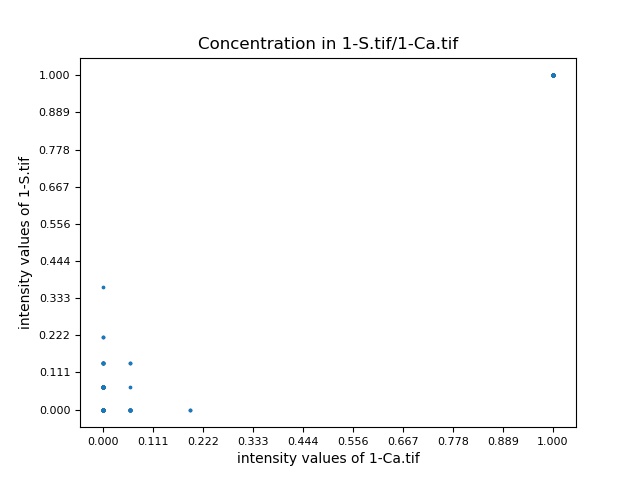 Concentration in 1-S.tif/1-Ca.tif
intensity values of 1-S.tif
1.000
0.889
0.778
0.667
0.556
0.444
0.333
0.222
0.111
0.000
0.000 0.111 0.222 0.333 0.444 0.556 0.667 0.778 0.889 1.000
intensity values of 1-Ca.tif